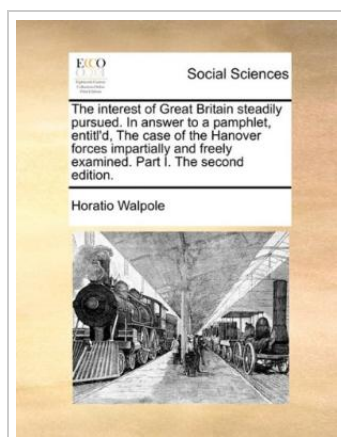 ECCO
Social Sciences
The interest of Great Britain steadily
pursued. In answer to a pamphlet,
entitl'd, The case of the Hanover
forces impartially and freely
examined. Part I. The second
edition.
Horatio Walpole